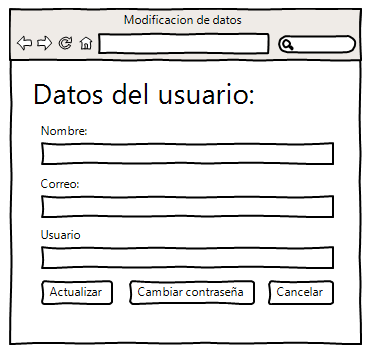 Modificacion de datos
Datos del usuario:
Nombre:
Correo:
Usuario
Actualizar Cambiar contraseña Cancelar